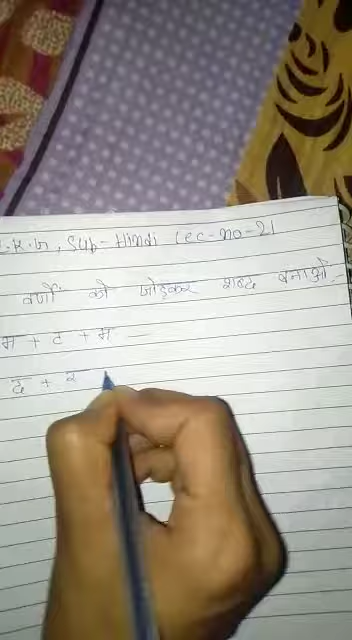 L.K.G, Sub-Hindi Lec-no-21
वर्णों को जोड़कर शब्द बनाओ:-
म + ट + र —
द + र